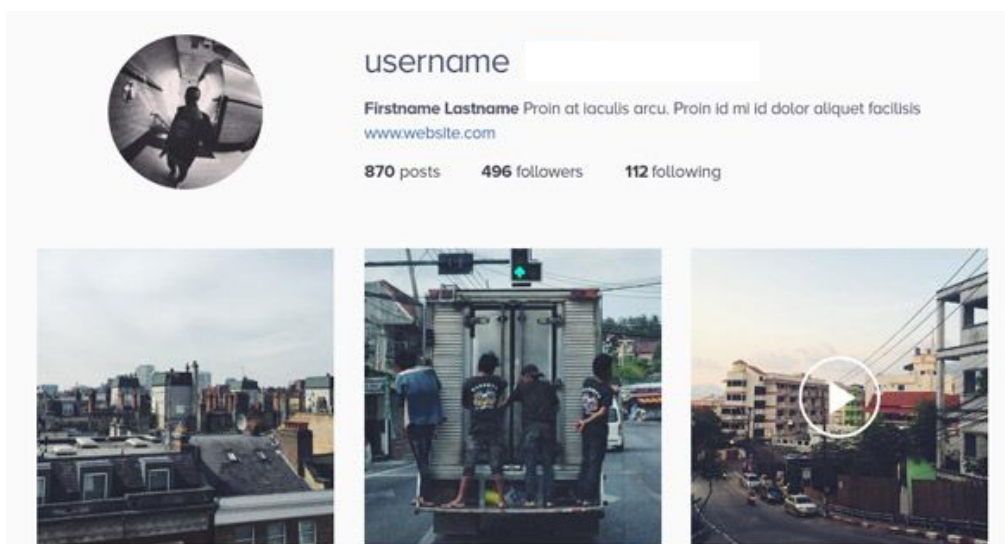 username
Firstname Lastname Proin at iaculis arcu. Proin id mi id dolor aliquet facilisis
www.website.com
870 posts 496 followers 112 following